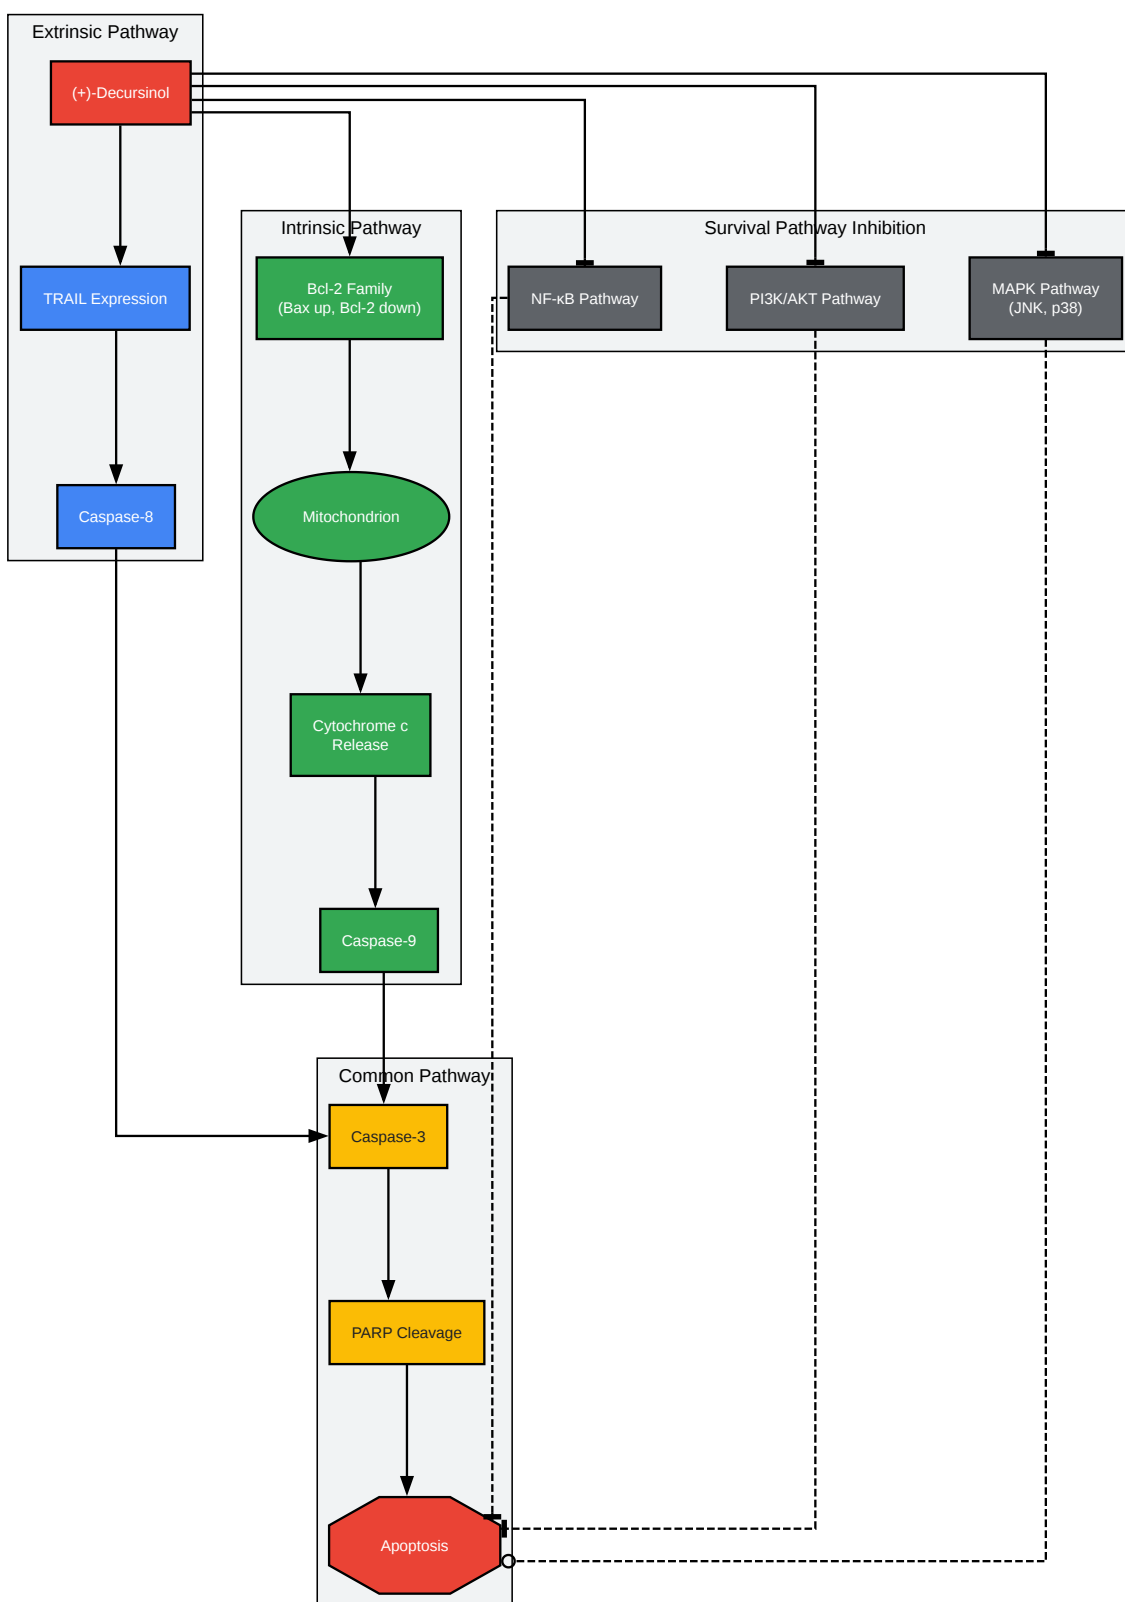 Extrinsic Pathway
(+)-Decursinol
TRAIL Expression
Caspase-8
Intrinsic Pathway
Bcl-2 Family
(Bax up, Bcl-2 down)
Mitochondrion
Cytochrome c
Release
Caspase-9
Survival Pathway Inhibition
NF-κB Pathway
PI3K/AKT Pathway
MAPK Pathway
(JNK, p38)
Common Pathway
Caspase-3
PARP Cleavage
Apoptosis